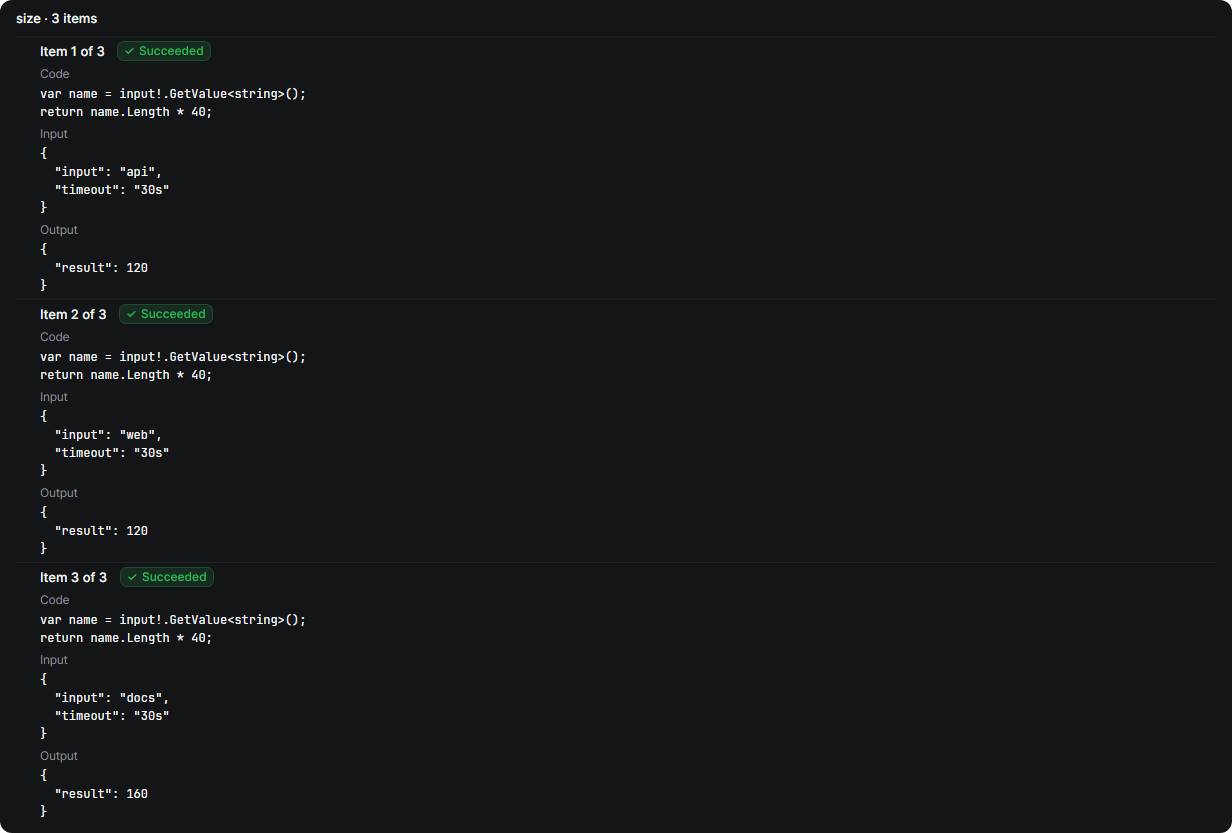 size · 3 items
Item 1 of 3 ✓ Succeeded
Code
var name = input!.GetValue<string>();
return name.Length * 40;
Input
{
  "input": "api",
  "timeout": "30s"
}
Output
{
  "result": 120
}
Item 2 of 3 ✓ Succeeded
Code
var name = input!.GetValue<string>();
return name.Length * 40;
Input
{
  "input": "web",
  "timeout": "30s"
}
Output
{
  "result": 120
}
Item 3 of 3 ✓ Succeeded
Code
var name = input!.GetValue<string>();
return name.Length * 40;
Input
{
  "input": "docs",
  "timeout": "30s"
}
Output
{
  "result": 160
}